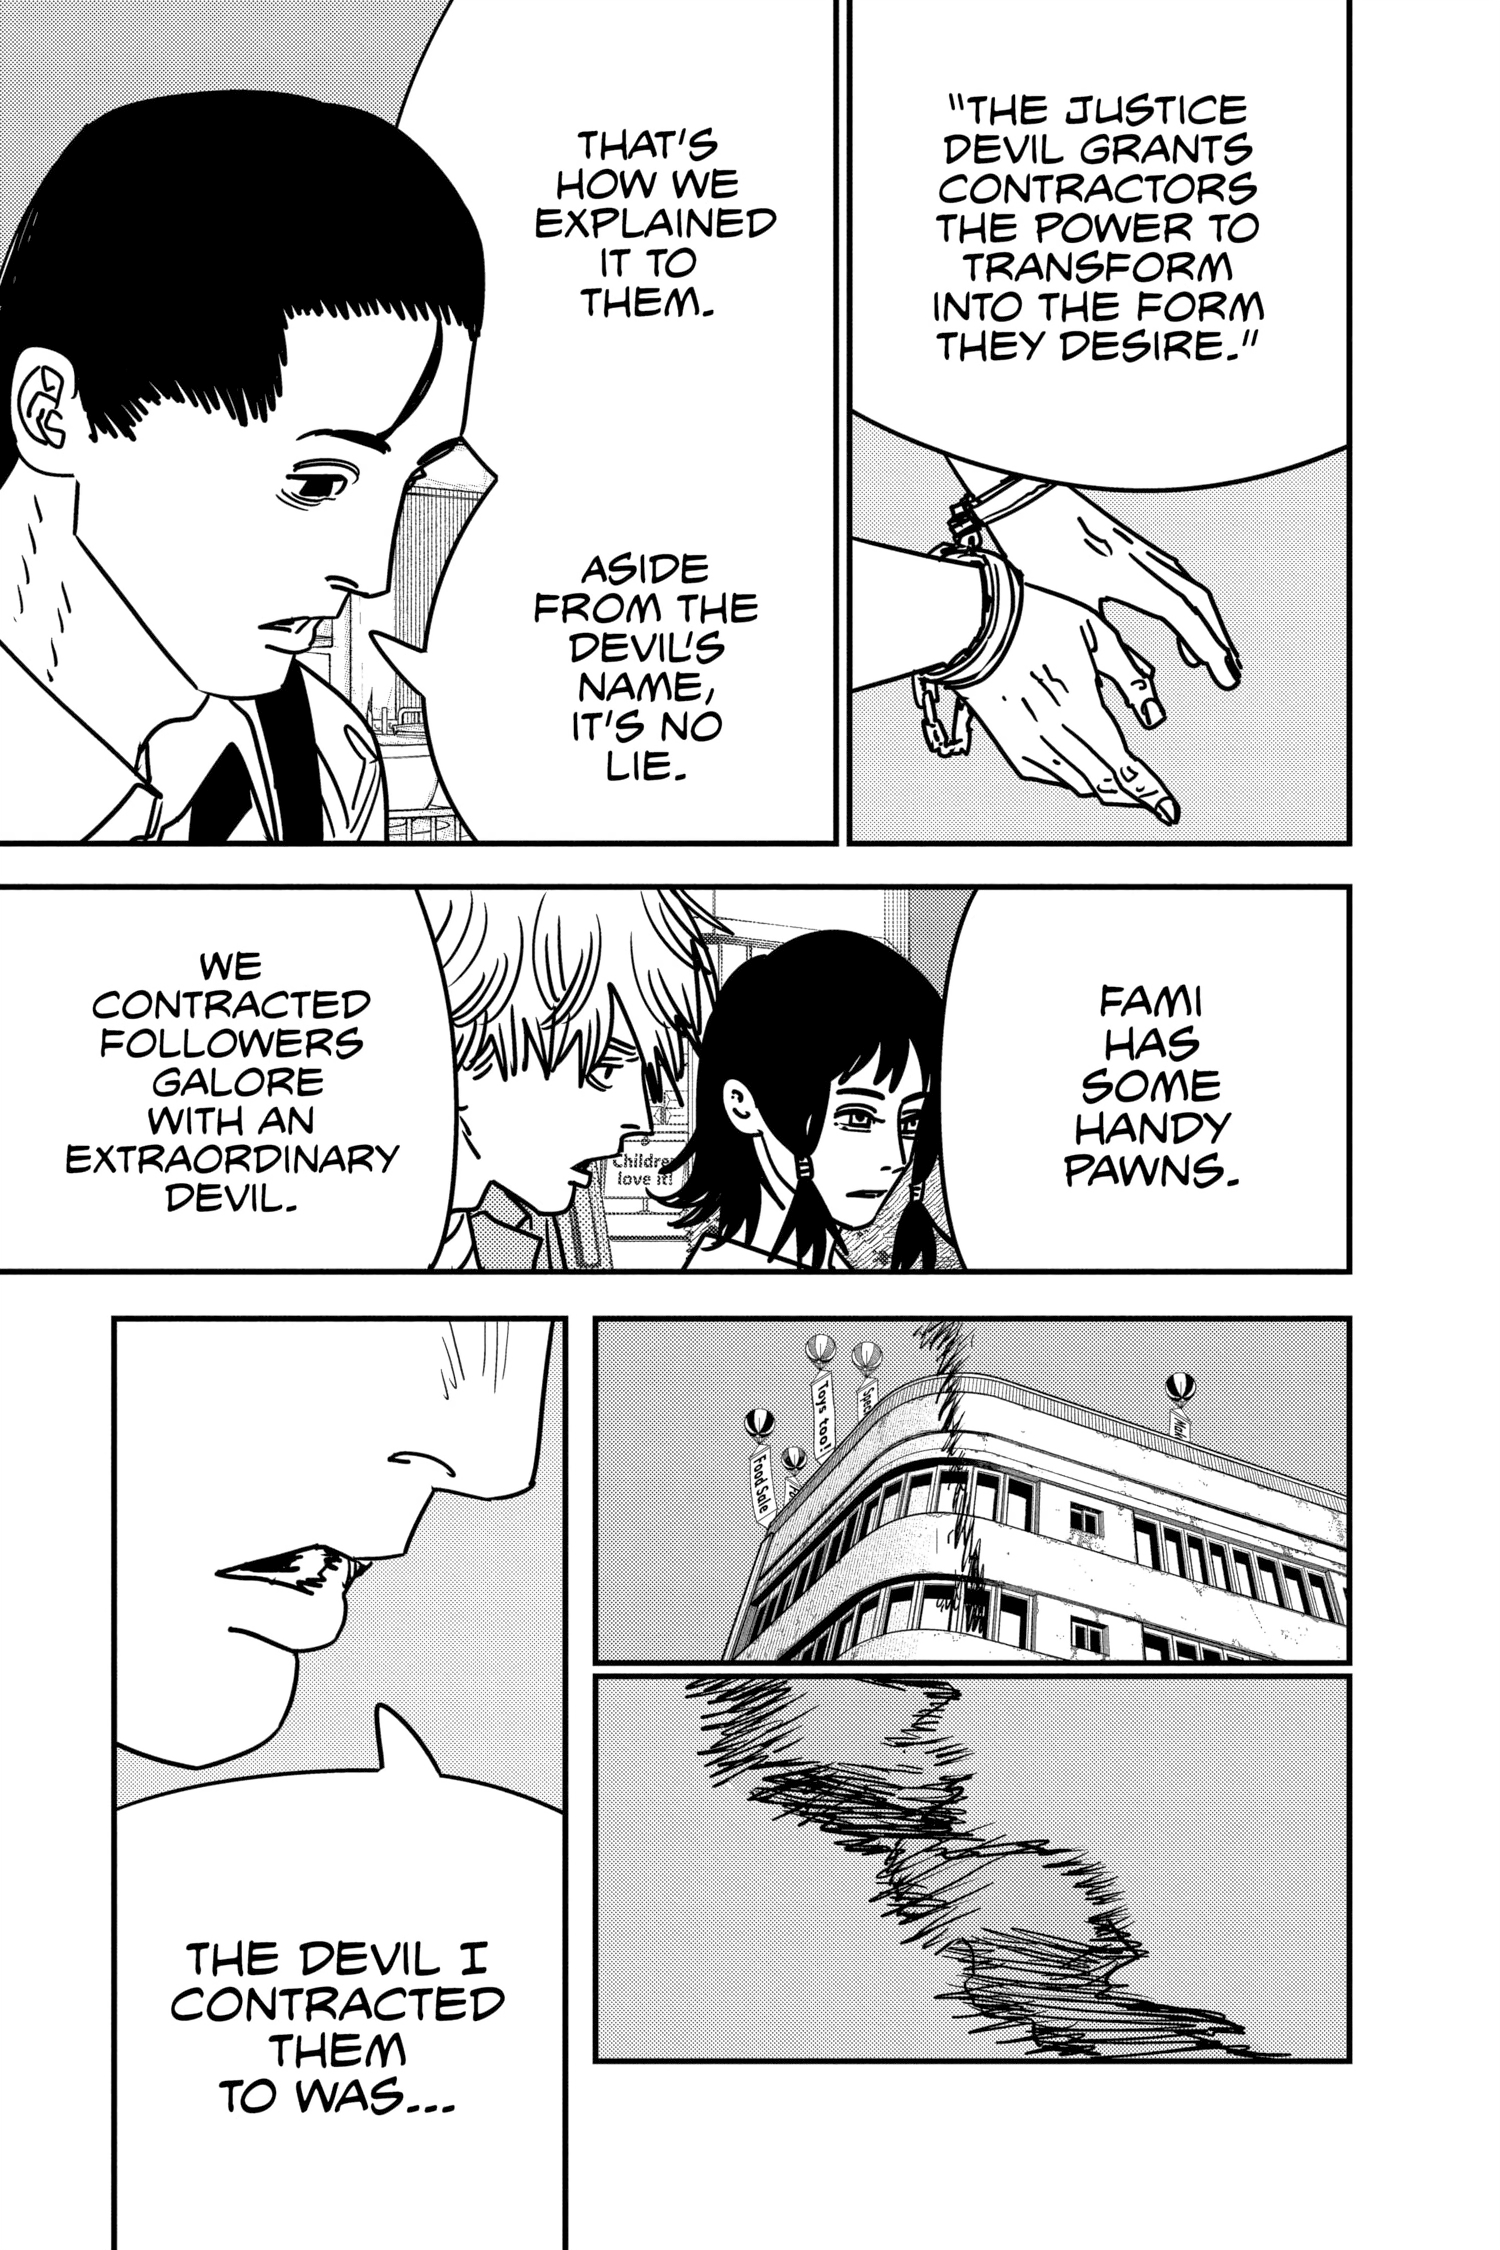 "THE JUSTICE
DEVIL GRANTS
CONTRACTORS
THE POWER TO
TRANSFORM
INTO THE FORM
THEY DESIRE."
THAT'S
HOW WE
EXPLAINED
IT TO
THEM.
ASIDE
FROM THE
DEVIL'S
NAME,
IT'S NO
LIE.
FAMI
HAS
SOME
HANDY
PAWNS.
WE
CONTRACTED
FOLLOWERS
GALORE
WITH AN
EXTRAORDINARY
DEVIL.
love it!
Toys too!
Food Sale
THE DEVIL I
CONTRACTED
THEM
TO WAS...